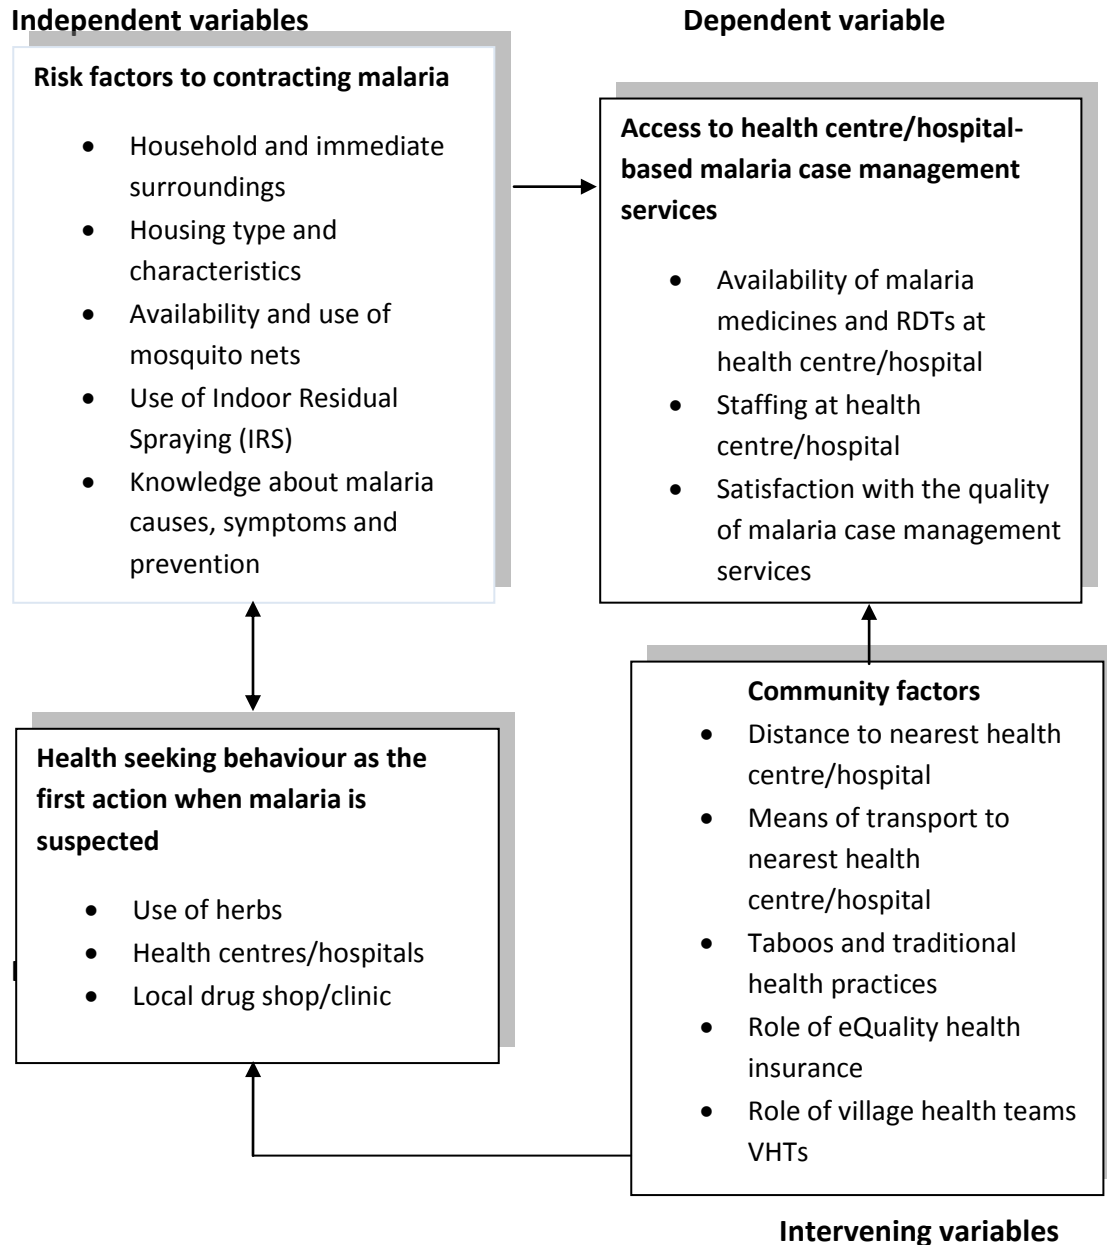 Independent variables
Dependent variable
Risk factors to contracting malaria
• Household and immediate
surroundings
• Housing type and
characteristics
• Availability and use of
mosquito nets
• Use of Indoor Residual
Spraying (IRS)
• Knowledge about malaria
causes, symptoms and
prevention
Access to health centre/hospital-
based malaria case management
services
• Availability of malaria
medicines and RDTs at
health centre/hospital
• Staffing at health
centre/hospital
• Satisfaction with the quality
of malaria case management
services
Health seeking behaviour as the
first action when malaria is
suspected
• Use of herbs
• Health centres/hospitals
• Local drug shop/clinic
Community factors
• Distance to nearest health
centre/hospital
• Means of transport to
nearest health
centre/hospital
• Taboos and traditional
health practices
• Role of eQuality health
insurance
• Role of village health teams
VHTs
Intervening variables